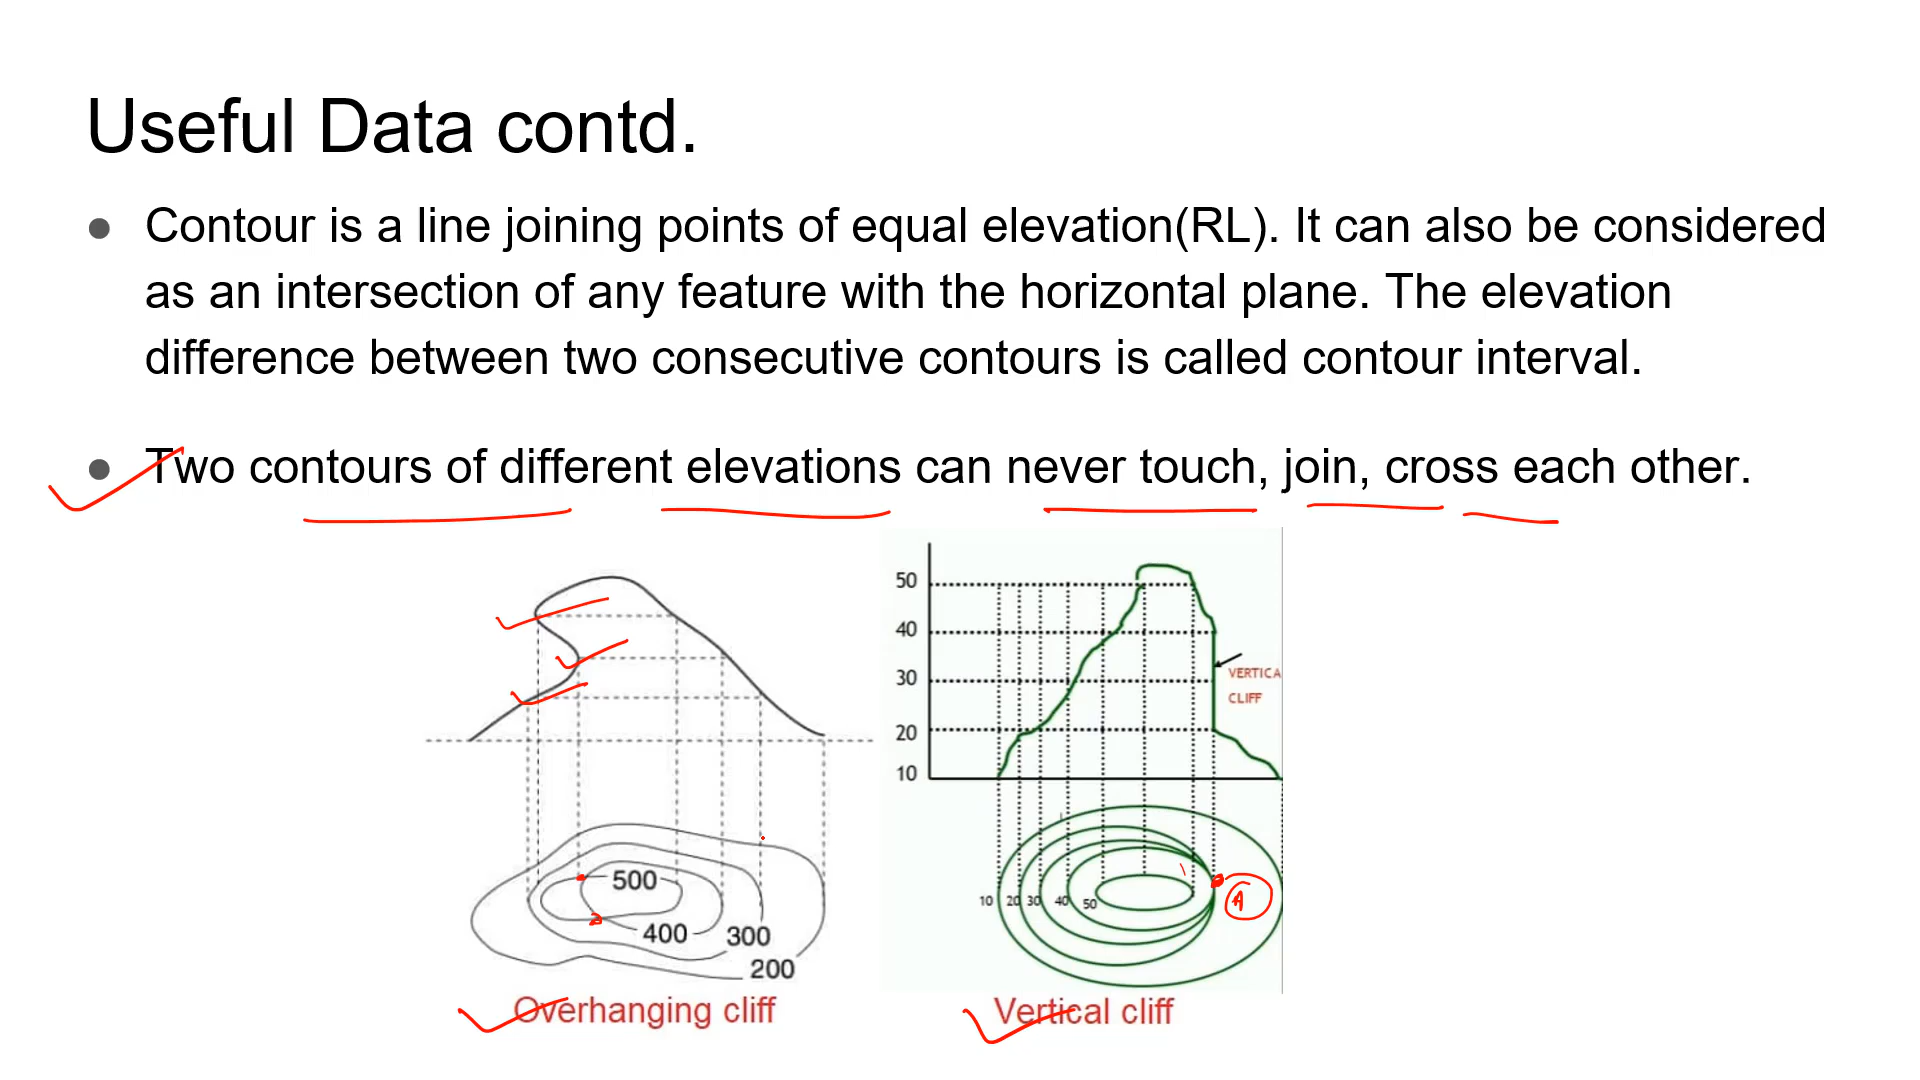 Useful Data contd.
● Contour is a line joining points of equal elevation(RL). It can also be considered
as an intersection of any feature with the horizontal plane. The elevation
difference between two consecutive contours is called contour interval.
● Two contours of different elevations can never touch, join, cross each other.
50
40
30
20
10
VERTICA
CLIFF
500
400
300
200
10 20 30 40 50
A
Overhanging cliff
Vertical cliff